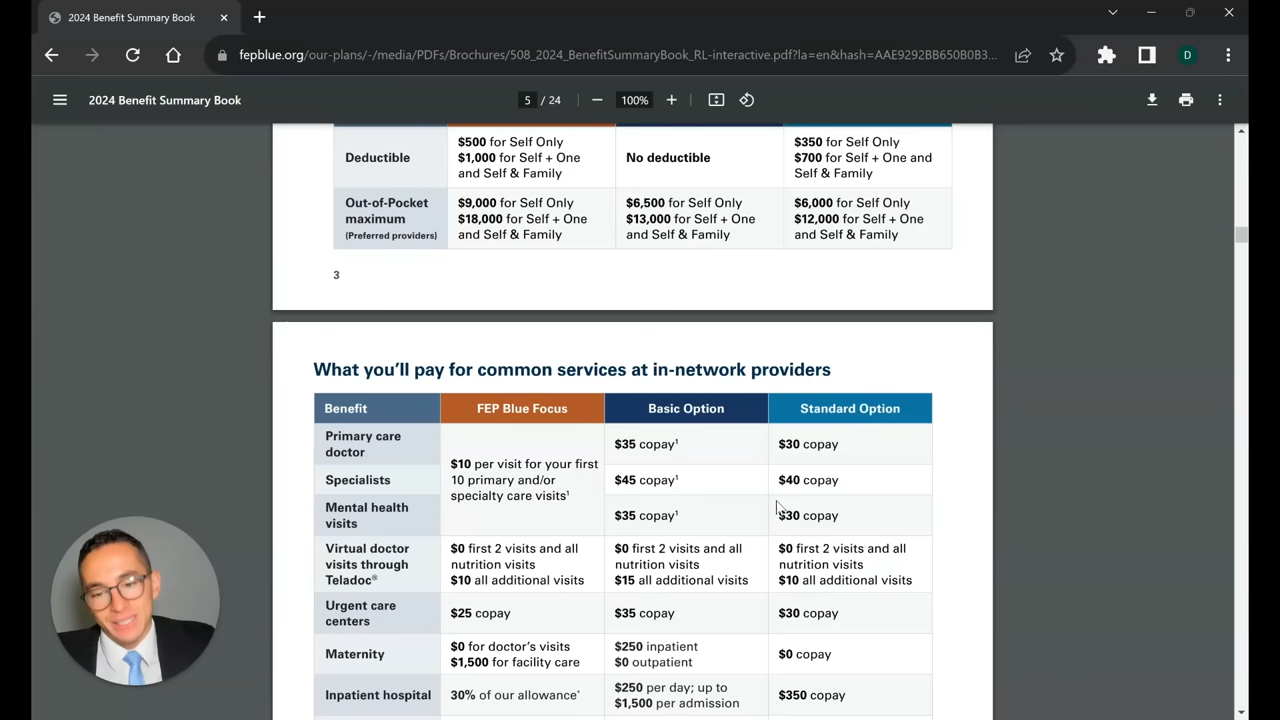 2024 Benefit Summary Book
fepblue.org/our-plans/-/media/PDFs/Brochures/508_2024_BenefitSummaryBook_RL-interactive.pdf?la=en&hash=AAE9292BB650B0B3...
D
2024 Benefit Summary Book
5 / 24
100%
Deductible
$500 for Self Only
$1,000 for Self + One
and Self & Family
No deductible
$350 for Self Only
$700 for Self + One and
Self & Family
Out-of-Pocket
maximum
(Preferred providers)
$9,000 for Self Only
$18,000 for Self + One
and Self & Family
$6,500 for Self Only
$13,000 for Self + One
and Self & Family
$6,000 for Self Only
$12,000 for Self + One
and Self & Family
3
What you’ll pay for common services at in-network providers
Benefit
FEP Blue Focus
Basic Option
Standard Option
Primary care
doctor
$10 per visit for your first
10 primary and/or
specialty care visits¹
$35 copay¹
$30 copay
Specialists
$45 copay¹
$40 copay
Mental health
visits
$35 copay¹
$30 copay
Virtual doctor
visits through
Teladoc®
$0 first 2 visits and all
nutrition visits
$10 all additional visits
$0 first 2 visits and all
nutrition visits
$15 all additional visits
$0 first 2 visits and all
nutrition visits
$10 all additional visits
Urgent care
centers
$25 copay
$35 copay
$30 copay
Maternity
$0 for doctor’s visits
$1,500 for facility care
$250 inpatient
$0 outpatient
$0 copay
Inpatient hospital
30% of our allowance*
$250 per day; up to
$1,500 per admission
$350 copay